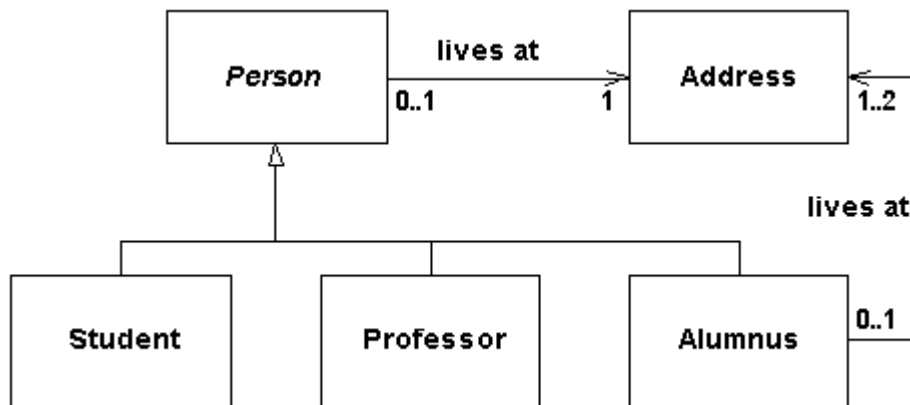 lives at
Person
Address
0..1
1
1..2
lives at
Student
Professor
Alumnus
0..1